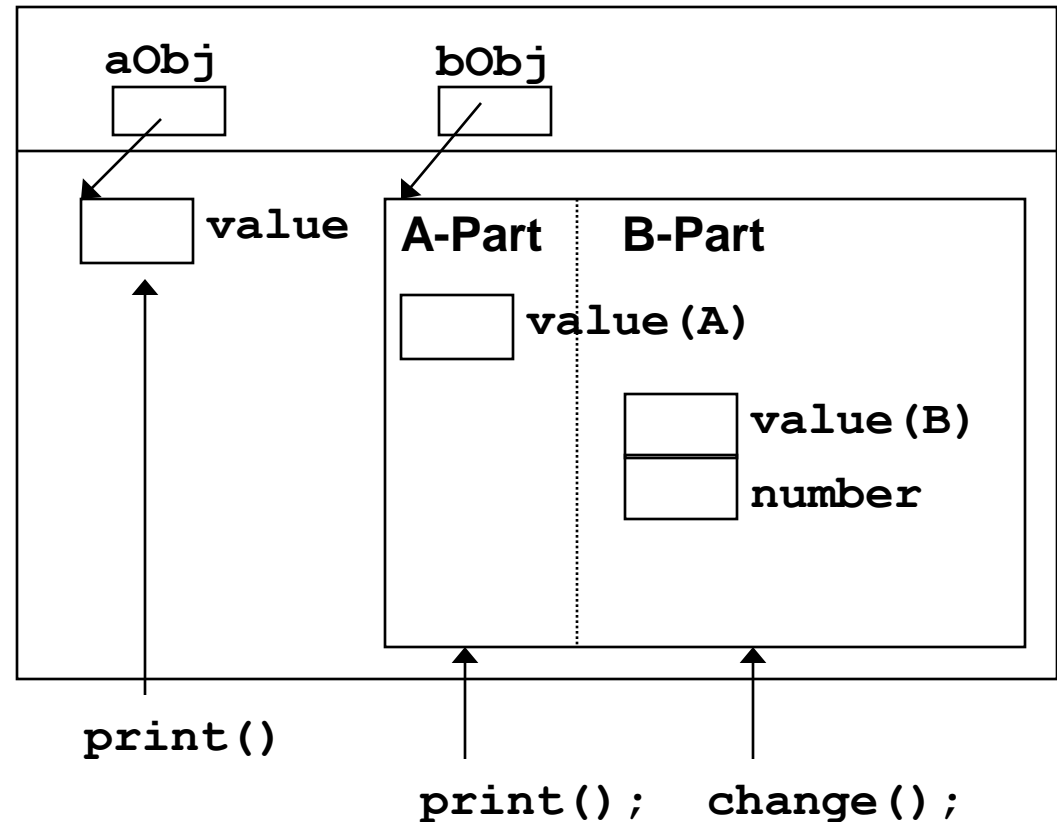 aObj bObj
value
A-Part B-Part
value(A)
value(B)
number
print()
print(); change();